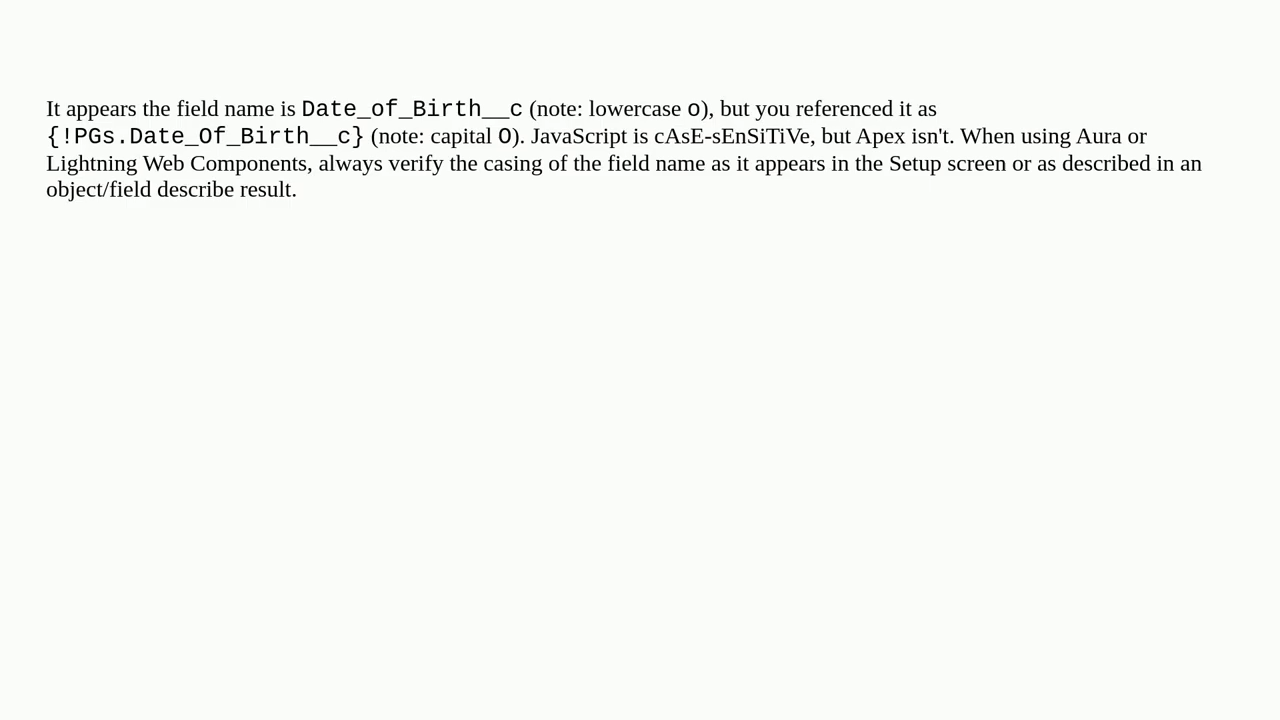 It appears the field name is Date_of_Birth__c (note: lowercase o), but you referenced it as
{!PGs.Date_Of_Birth__c} (note: capital O). JavaScript is cAsE-sEnSiTiVe, but Apex isn't. When using Aura or
Lightning Web Components, always verify the casing of the field name as it appears in the Setup screen or as described in an
object/field describe result.